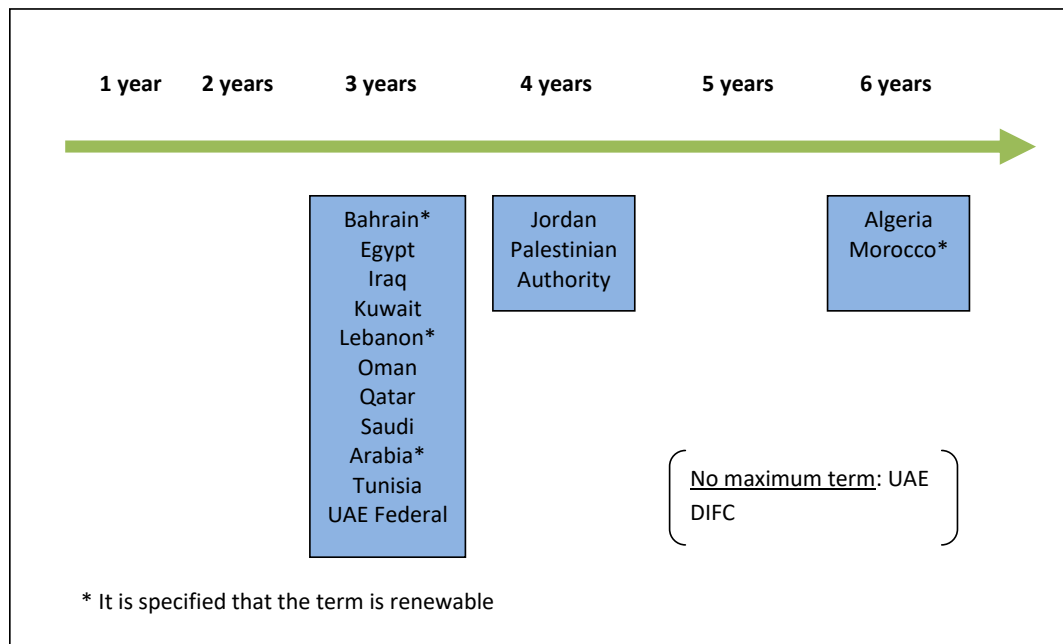 1 year 2 years 3 years 4 years 5 years 6 years
Bahrain*
Egypt
Iraq
Kuwait
Lebanon*
Oman
Qatar
Saudi
Arabia*
Tunisia
UAE Federal
Jordan
Palestinian
Authority
Algeria
Morocco*
No maximum term: UAE
DIFC
* It is specified that the term is renewable